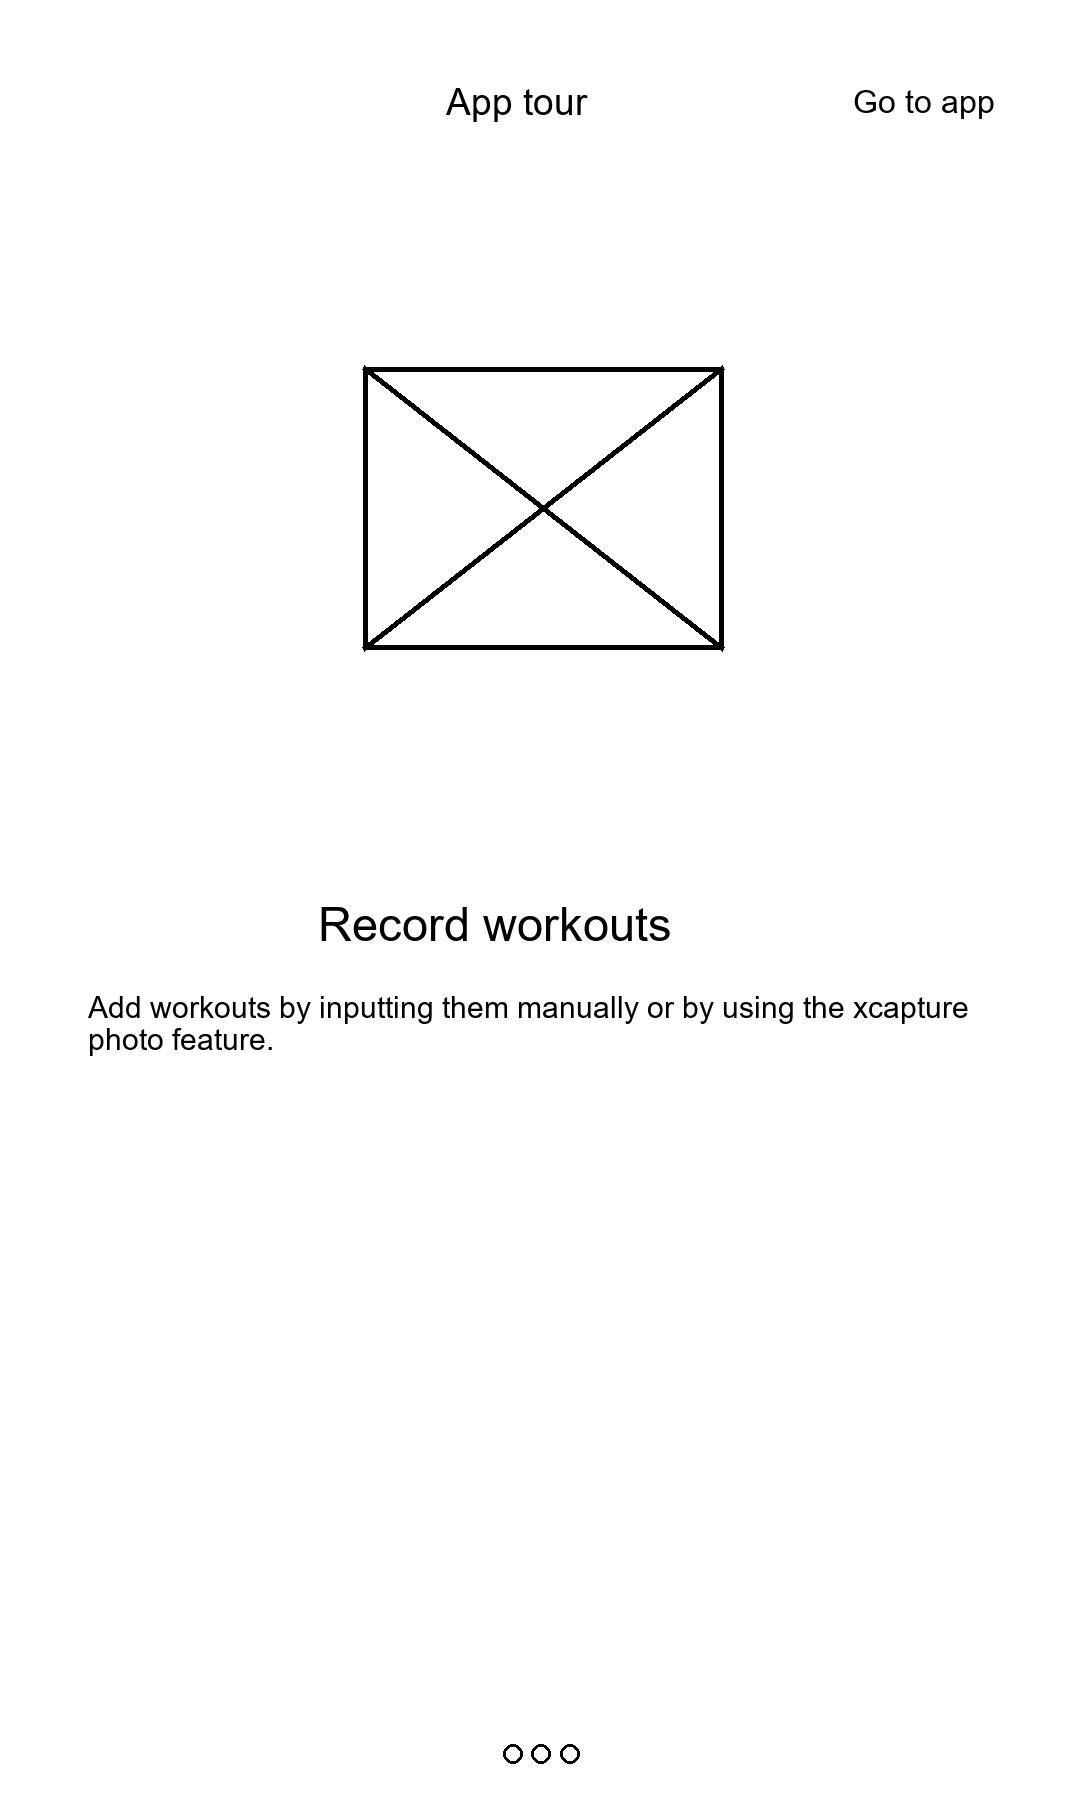 App tour
Go to app
Record workouts
Add workouts by inputting them manually or by using the xcapture
photo feature.